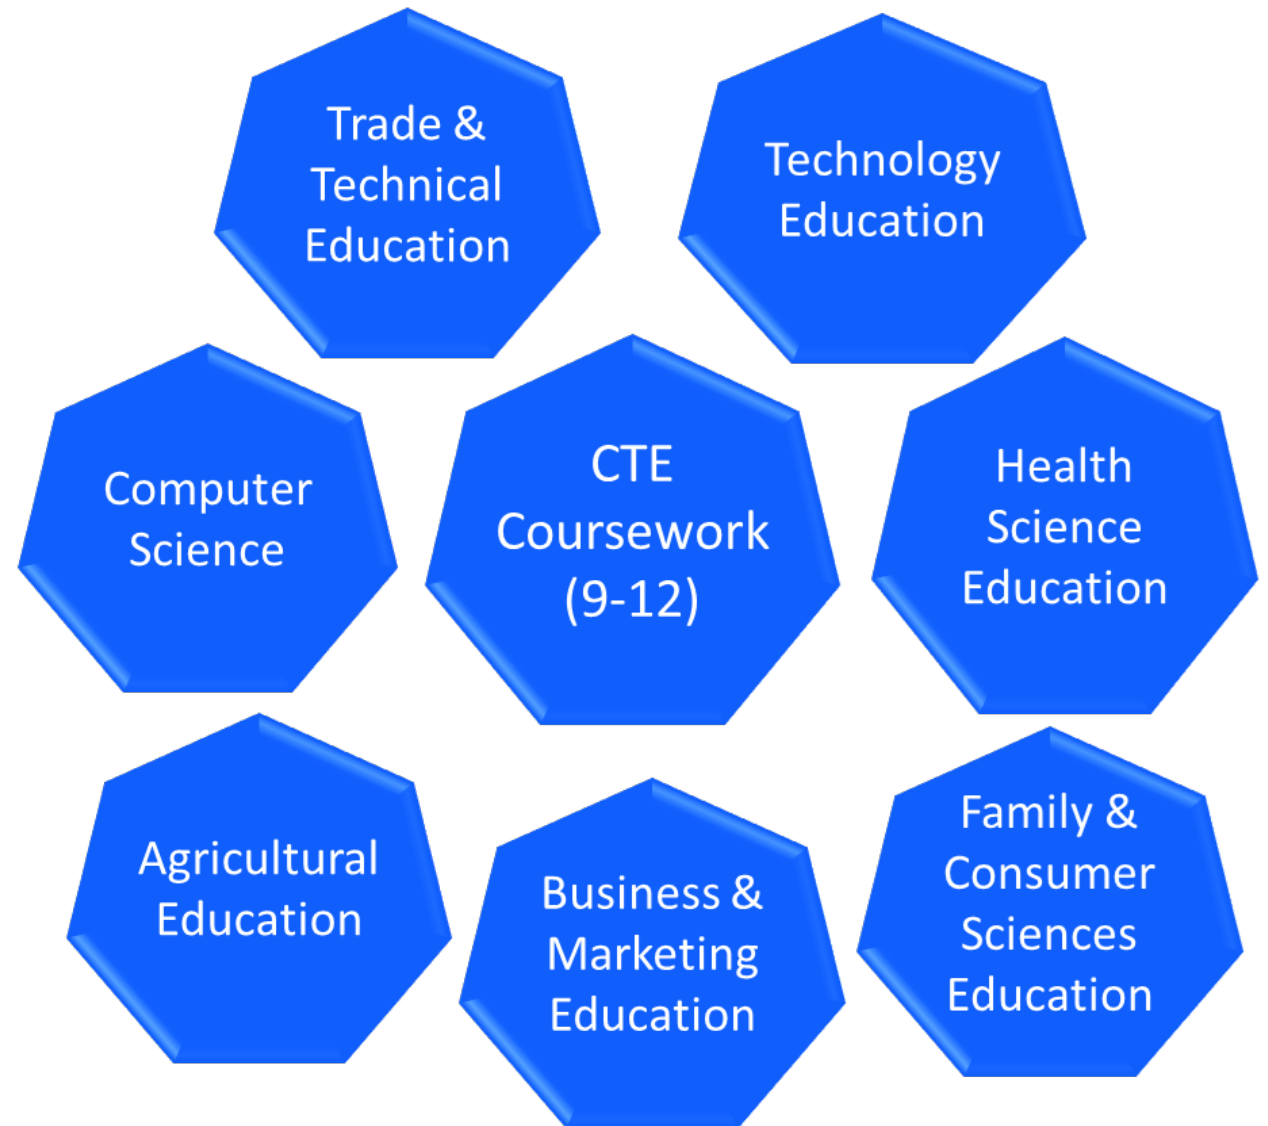 Trade &
Technical
Education
Technology
Education
Computer
Science
CTE
Coursework
(9-12)
Health
Science
Education
Agricultural
Education
Business &
Marketing
Education
Family &
Consumer
Sciences
Education